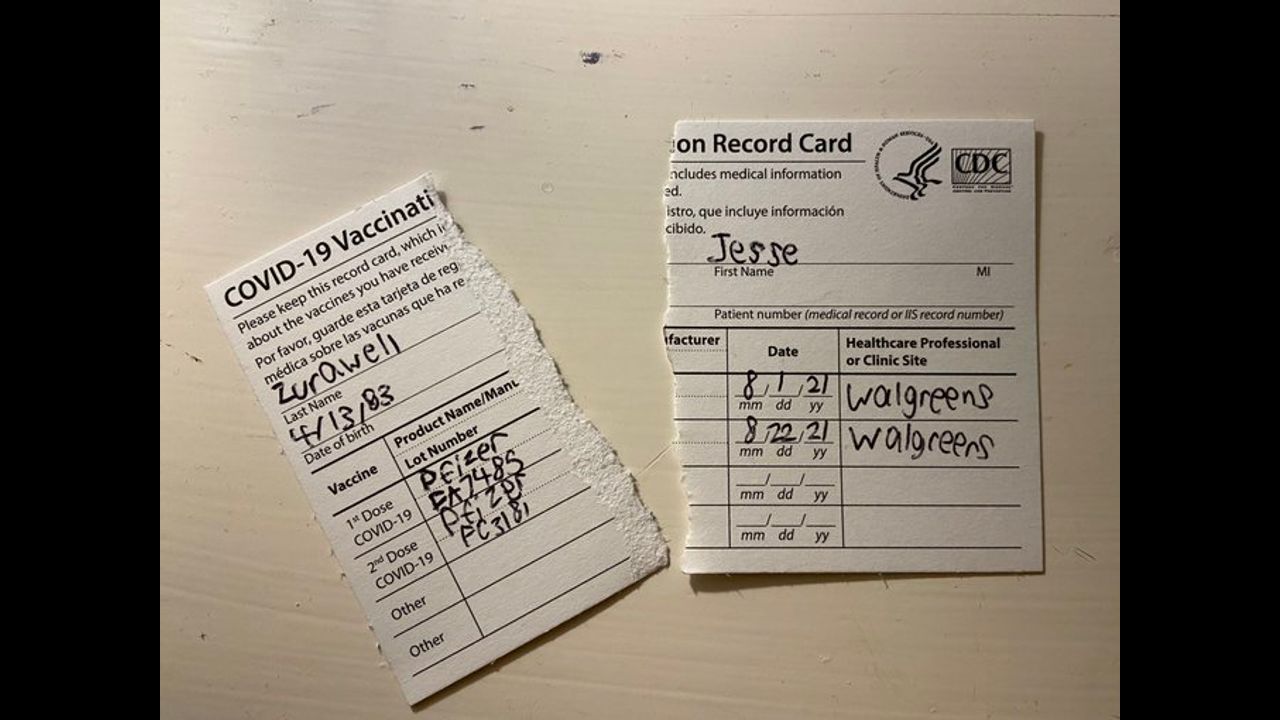 COVID-19 Vaccinati
Please keep this record card, which i
about the vaccines you have receiv
Por favor, guarde esta tarjeta de reg
médica sobre las vacunas que ha re
Zurawell
Last Name
4/13/83
Date of birth
Vaccine
Product Name/Manu
Lot Number
1st Dose
COVID-19
Pfizer
EA7485
2nd Dose
COVID-19
Pfizer
FC3181
Other
Other
ion Record Card
includes medical information
ed.
istro, que incluye información
cibido.
CDC
Jesse
First Name MI
Patient number (medical record or IIS record number)
ufacturer
Date
Healthcare Professional
or Clinic Site
8/1/21 Walgreens
mm dd yy
8/22/21 Walgreens
mm dd yy
mm dd yy
mm dd yy